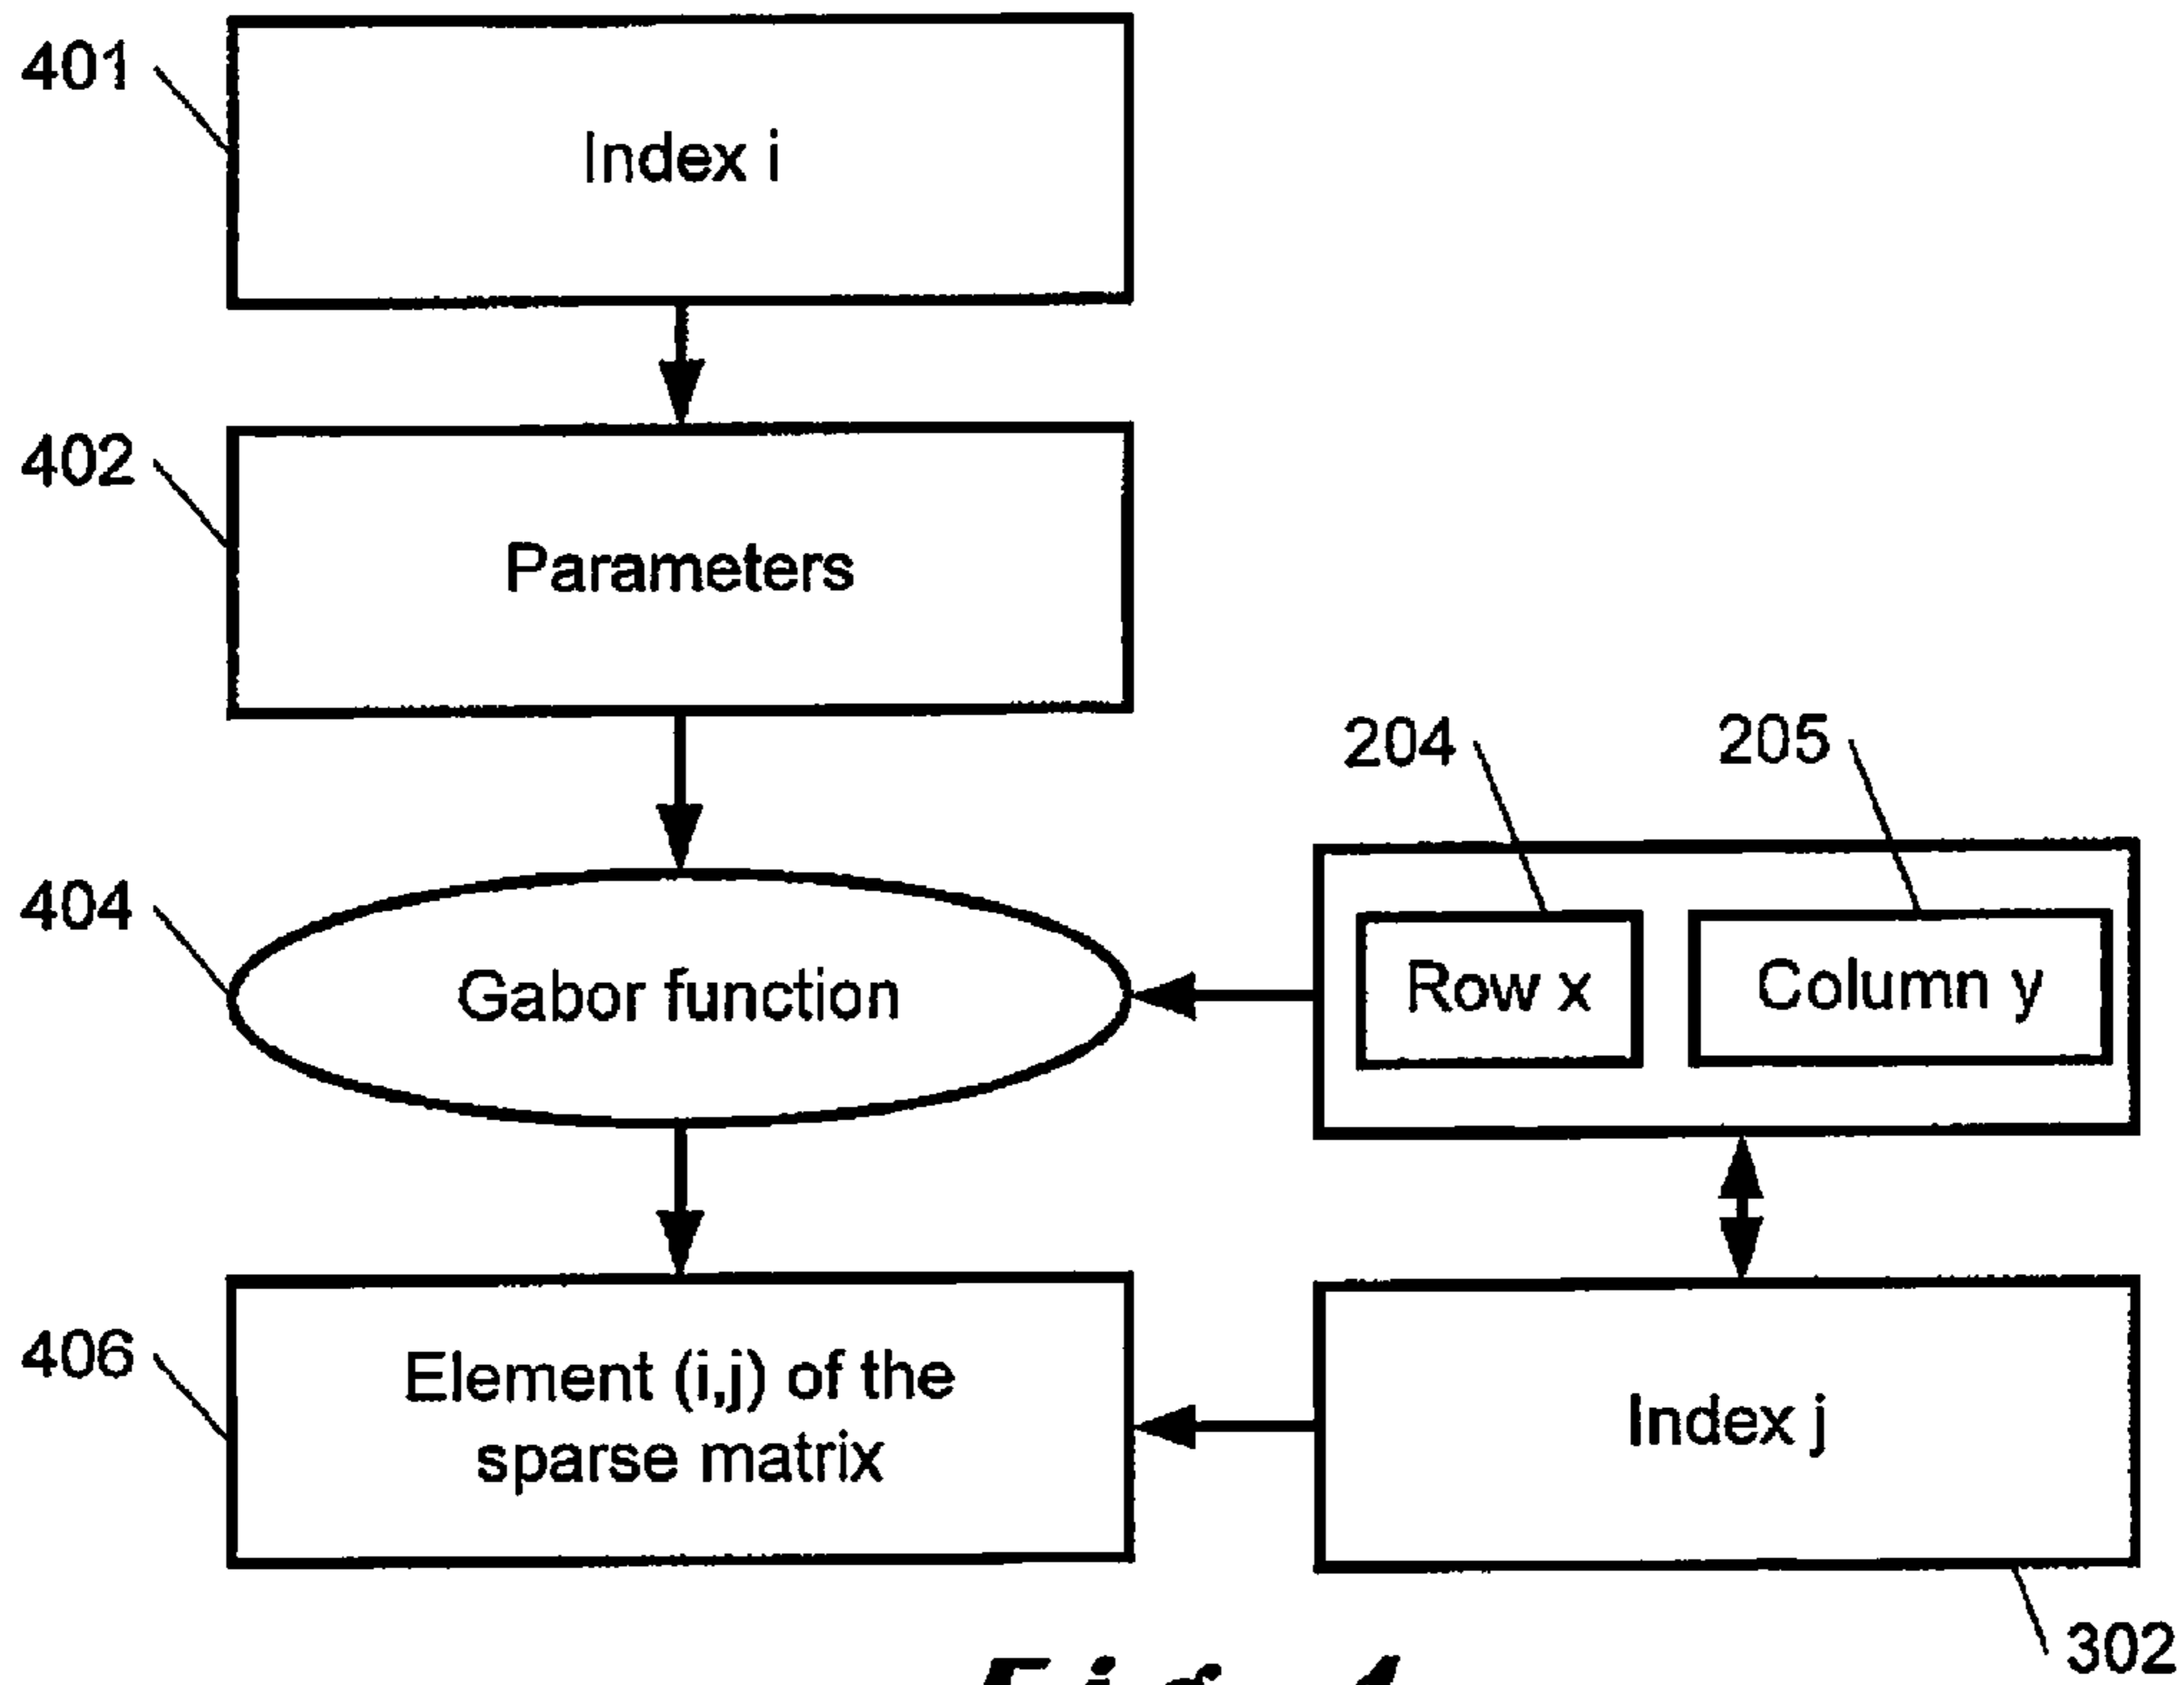 401
Index i
402
Parameters
204
205
404
Gabor function
Row x
Column y
406
Element (i,j) of the
sparse matrix
Index j
302